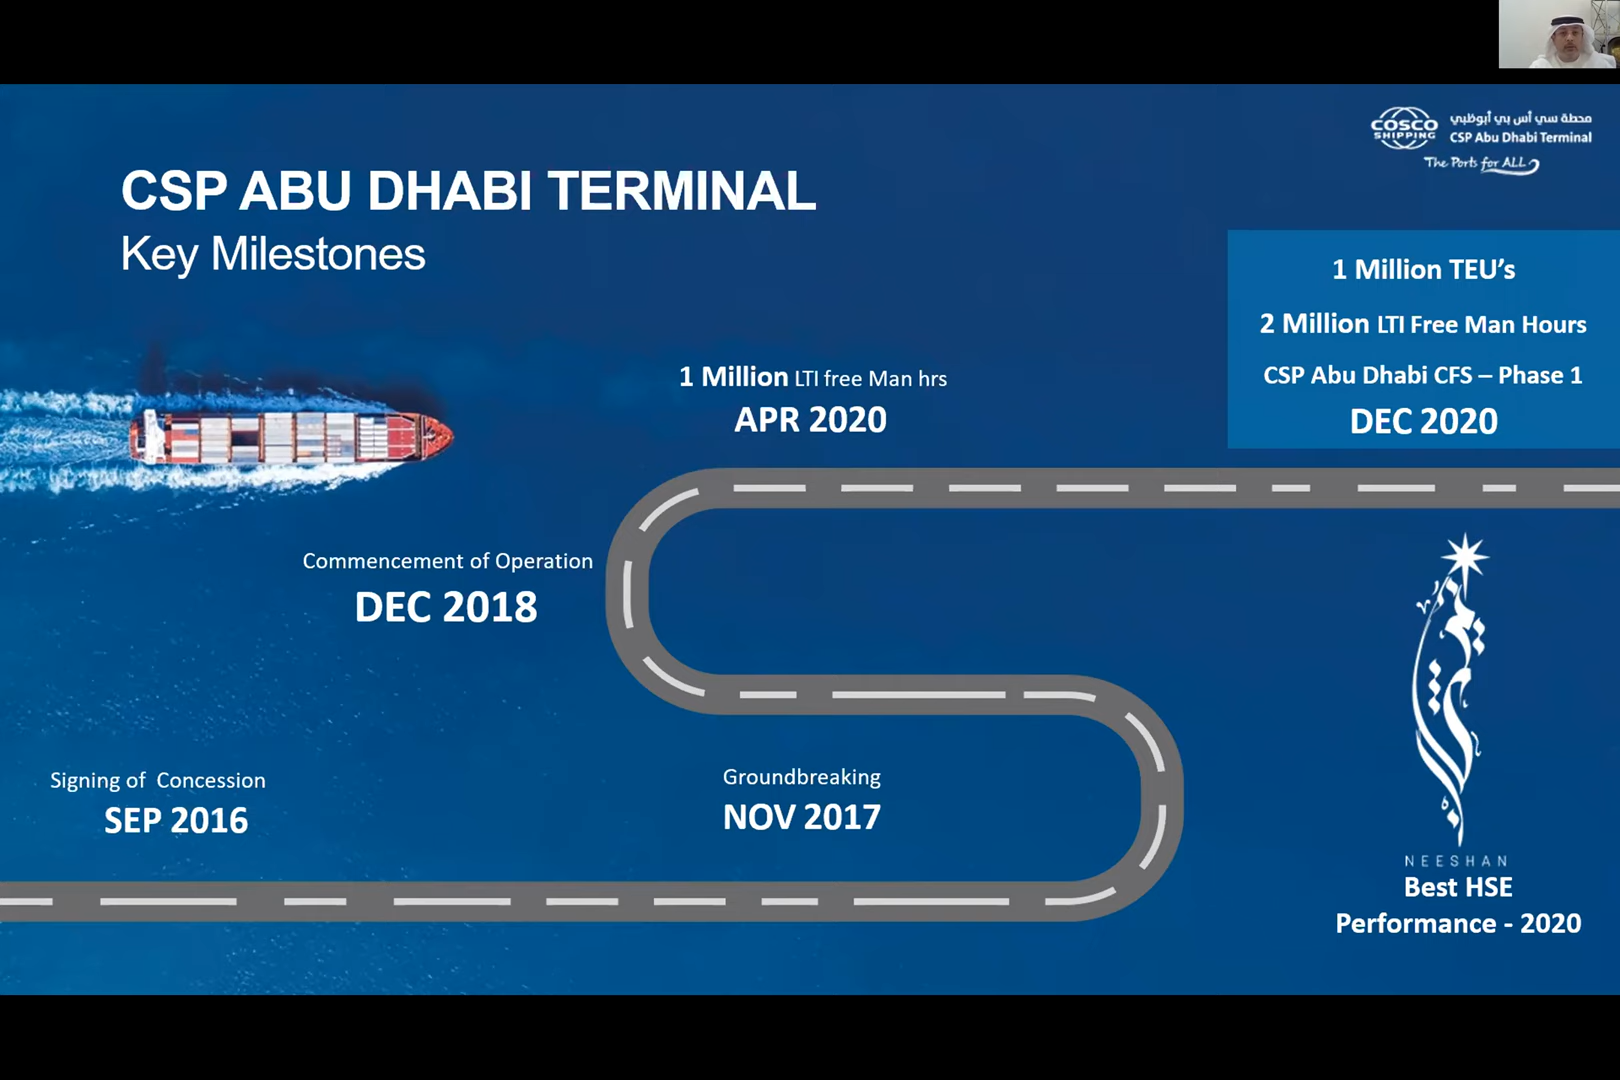 COSCO
SHIPPING
محطة سي أس بي أبوظبي
CSP Abu Dhabi Terminal
The Ports for ALL
CSP ABU DHABI TERMINAL
Key Milestones
1 Million TEU's
2 Million LTI Free Man Hours
CSP Abu Dhabi CFS – Phase 1
DEC 2020
1 Million LTI free Man hrs
APR 2020
Commencement of Operation
DEC 2018
Signing of Concession
SEP 2016
Groundbreaking
NOV 2017
NEESHAN
Best HSE
Performance - 2020